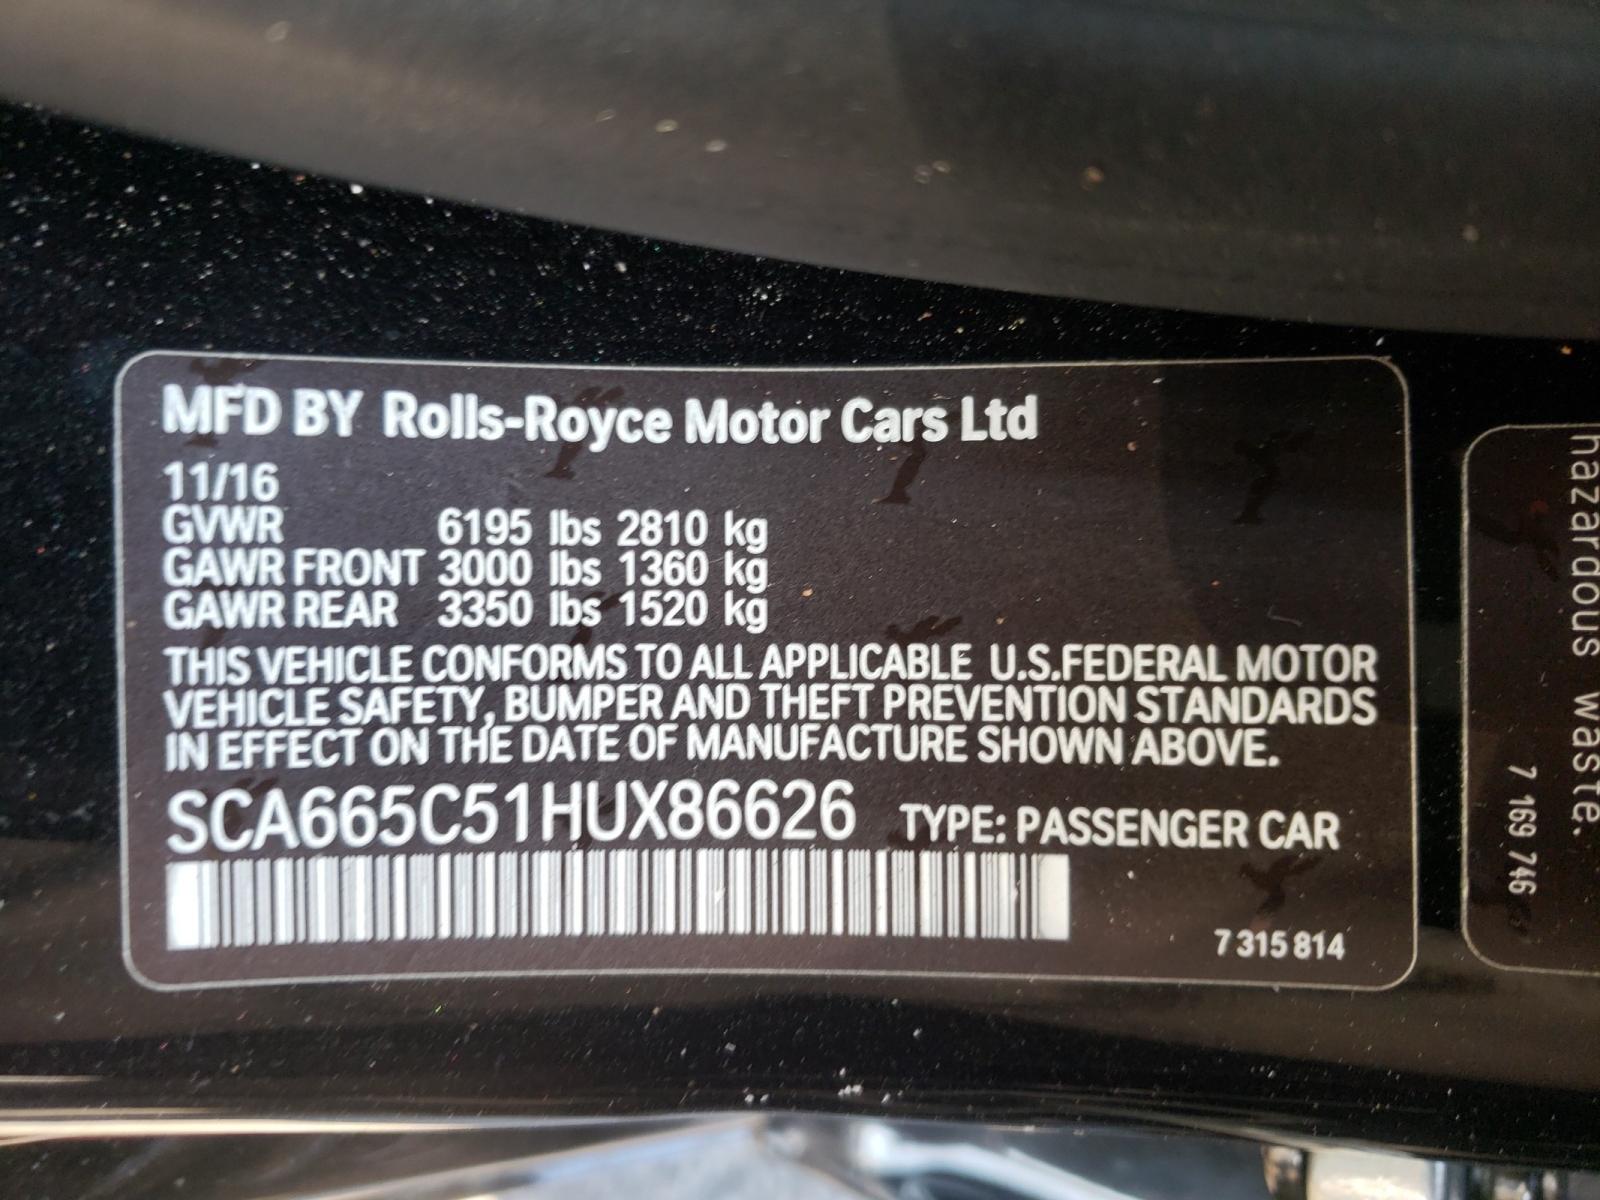 MFD BY Rolls-Royce Motor Cars Ltd
11/16
GVWR 6195 lbs 2810 kg
GAWR FRONT 3000 lbs 1360 kg
GAWR REAR 3350 lbs 1520 kg
THIS VEHICLE CONFORMS TO ALL APPLICABLE U.S.FEDERAL MOTOR
VEHICLE SAFETY, BUMPER AND THEFT PREVENTION STANDARDS
IN EFFECT ON THE DATE OF MANUFACTURE SHOWN ABOVE.
SCA665C51HUX86626 TYPE: PASSENGER CAR
7 315 814
hazardous waste.
7 169 746